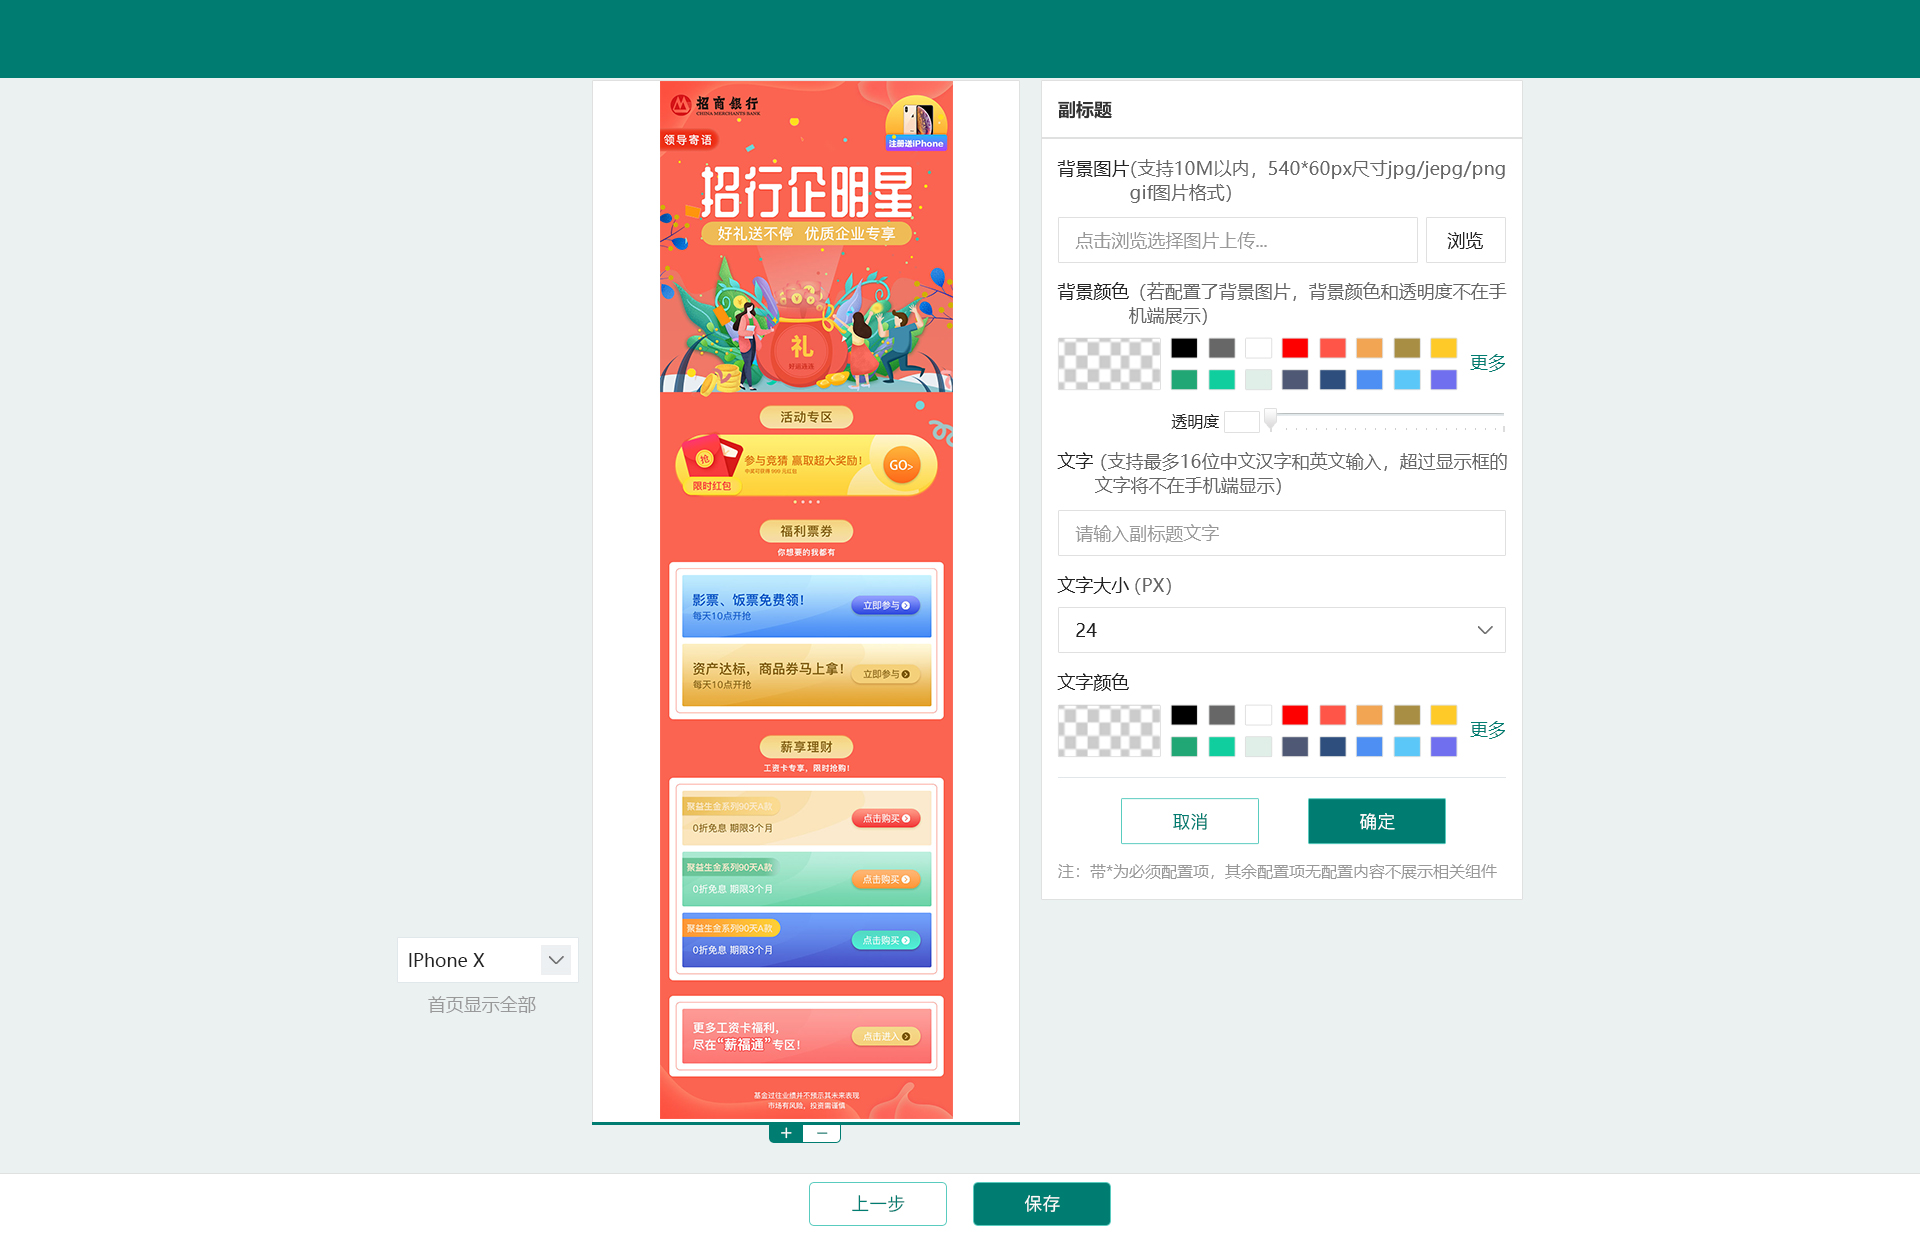 招商银行
CHINA MERCHANTS BANK
领导寄语
注册送iPhone
招行企明星
好礼送不停 优质企业专享
礼
好运连连
活动专区
抢
参与竞猜 赢取超大奖励!
GO>
限时红包
福利票券
你想要的我都有
影票、饭票免费领!
每天10点开抢
立即参与
资产达标，商品券马上拿!
每天10点开抢
立即参与
薪享理财
工资卡专享，限时抢购!
聚益生金系列90天A款
0折免息 期限3个月
点击购买
聚益生金系列90天A款
0折免息 期限3个月
点击购买
聚益生金系列90天A款
0折免息 期限3个月
点击购买
更多工资卡福利，
尽在“薪福通”专区!
点击进入
基金过往业绩并不预示其未来表现
市场有风险，投资需谨慎
IPhone X
首页显示全部
副标题
背景图片(支持10M以内，540*60px尺寸jpg/jepg/png
gif图片格式)
点击浏览选择图片上传...
浏览
背景颜色（若配置了背景图片，背景颜色和透明度不在手
机端展示)
更多
透明度
文字 (支持最多16位中文汉字和英文输入，超过显示框的
文字将不在手机端显示)
请输入副标题文字
文字大小 (PX)
24
文字颜色
更多
取消
确定
注：带*为必须配置项，其余配置项无配置内容不展示相关组件
上一步
保存